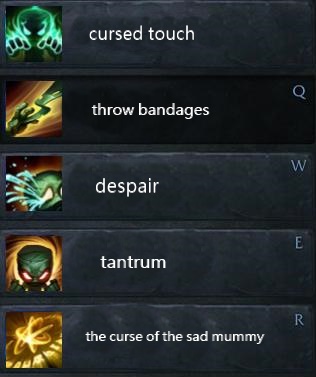 cursed touch
Q
throw bandages
W
despair
E
tantrum
R
the curse of the sad mummy